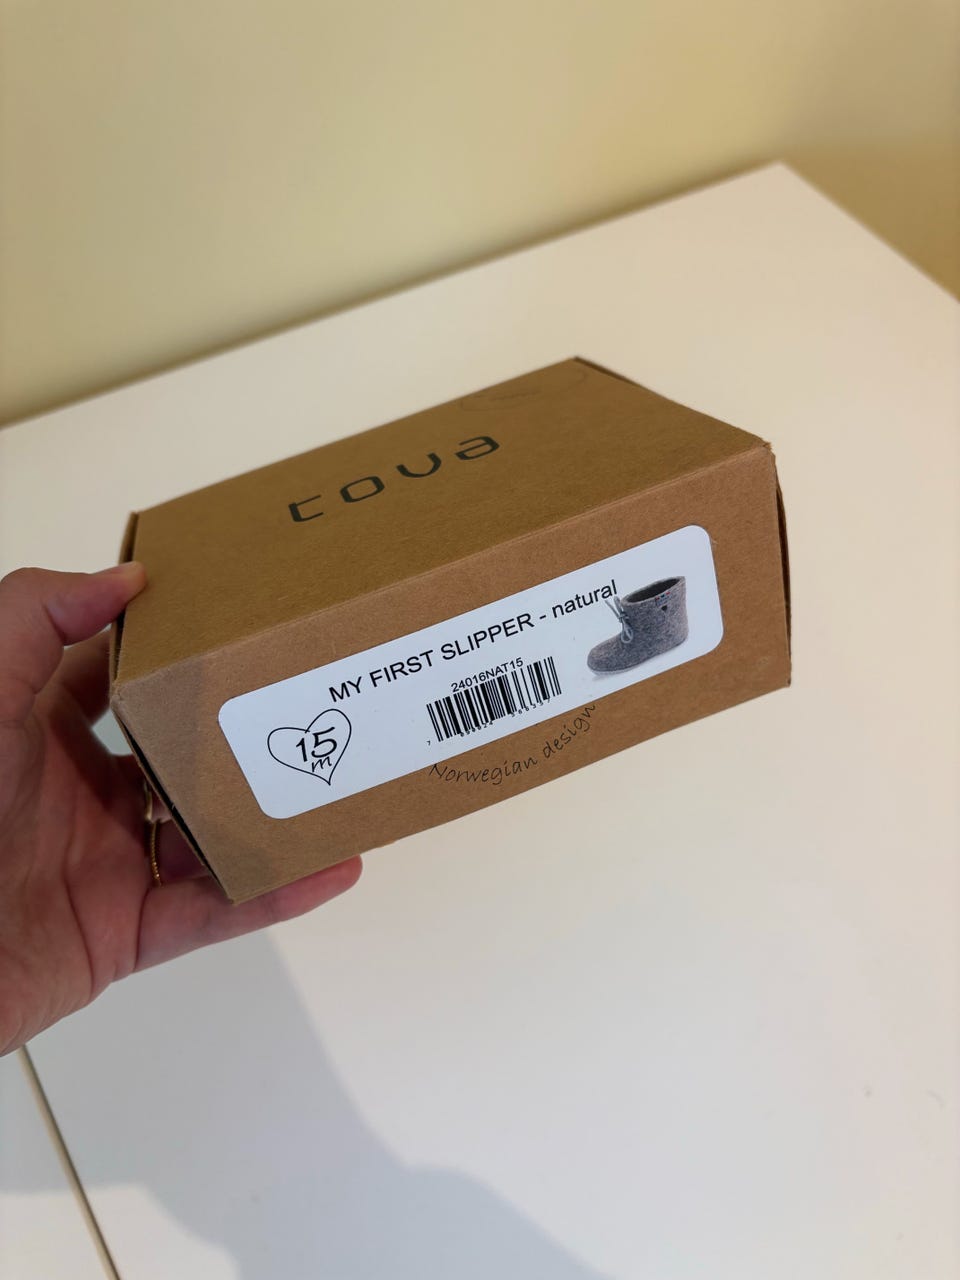 tova
MY FIRST SLIPPER - natural
24016NAT15
15
m
Norwegian design